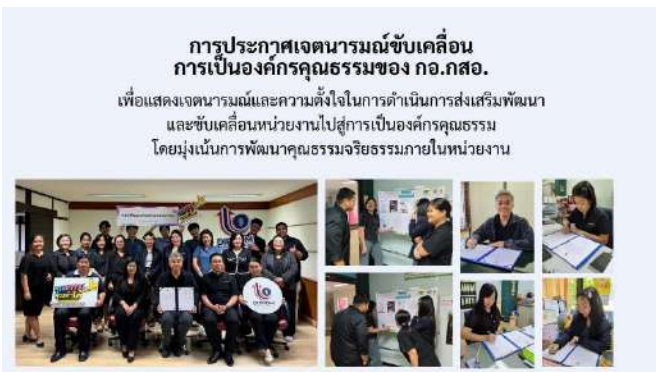 การประกาศเจตนารมณ์ขับเคลื่อน
การเป็นองค์กรคุณธรรมของ กอ.กสอ.
เพื่อแสดงเจตนารมณ์และความตั้งใจในการดำเนินการส่งเสริมพัฒนา
และขับเคลื่อนหน่วยงานไปสู่การเป็นองค์กรคุณธรรม
โดยมุ่งเน้นการพัฒนาคุณธรรมจริยธรรมภายในหน่วยงาน